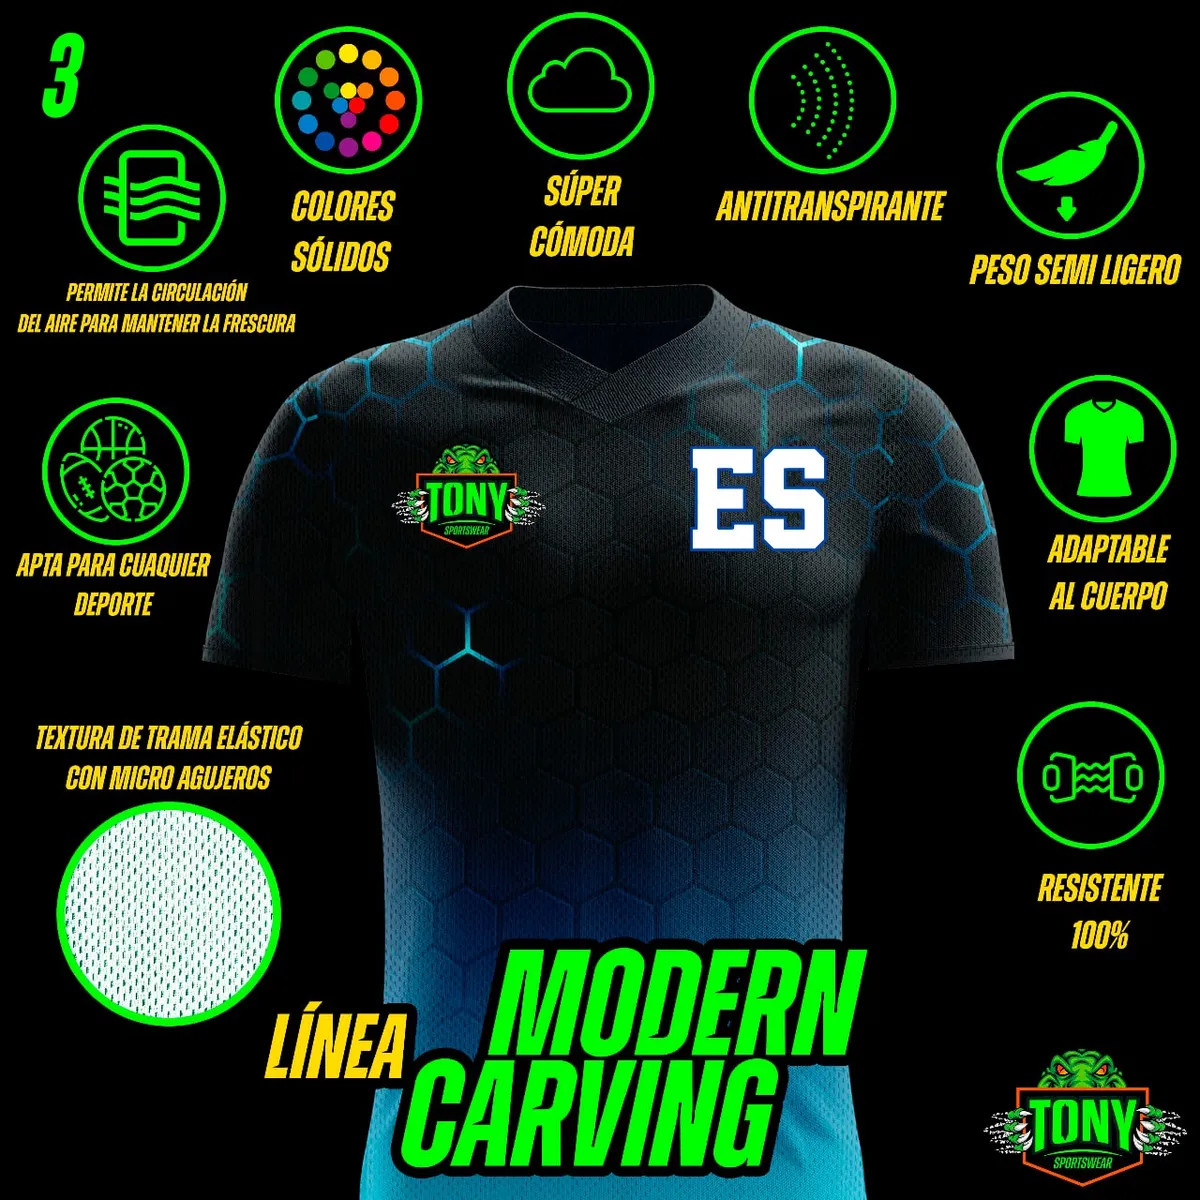 3
COLORES
SÓLIDOS
SÚPER
CÓMODA
ANTITRANSPIRANTE
PESO SEMI LIGERO
PERMITE LA CIRCULACIÓN
DEL AIRE PARA MANTENER LA FRESCURA
TONY
SPORTSWEAR
ES
APTA PARA CUAQUIER
DEPORTE
ADAPTABLE
AL CUERPO
TEXTURA DE TRAMA ELÁSTICO
CON MICRO AGUJEROS
RESISTENTE
100%
LÍNEA
MODERN
CARVING
TONY
SPORTSWEAR